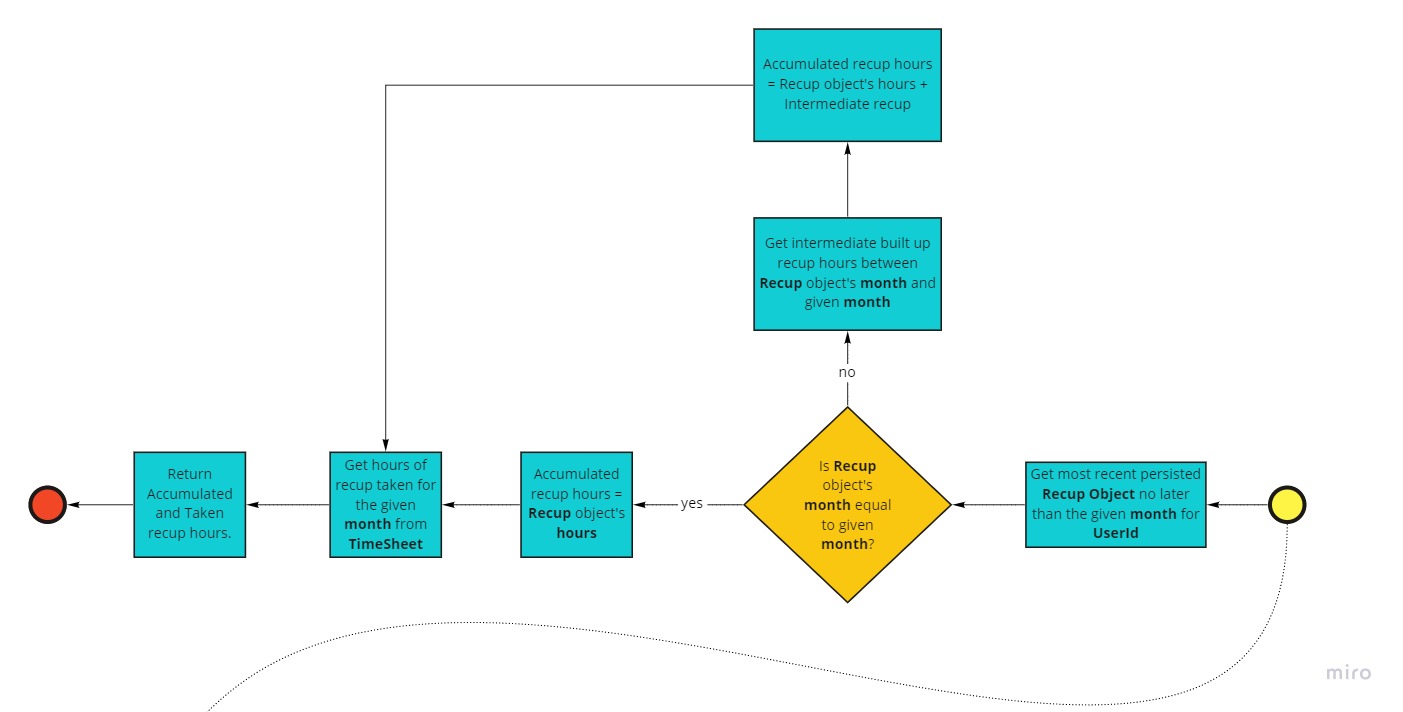 Accumulated recup hours
= Recup object's hours +
Intermediate recup
Get intermediate built up
recup hours between
Recup object's month and
given month
no
Return
Accumulated
and Taken
recup hours.
Get hours of
recup taken for
the given
month from
TimeSheet
Accumulated
recup hours =
Recup object's
hours
yes
Is Recup
object's
month equal
to given
month?
Get most recent persisted
Recup Object no later
than the given month for
UserId
miro